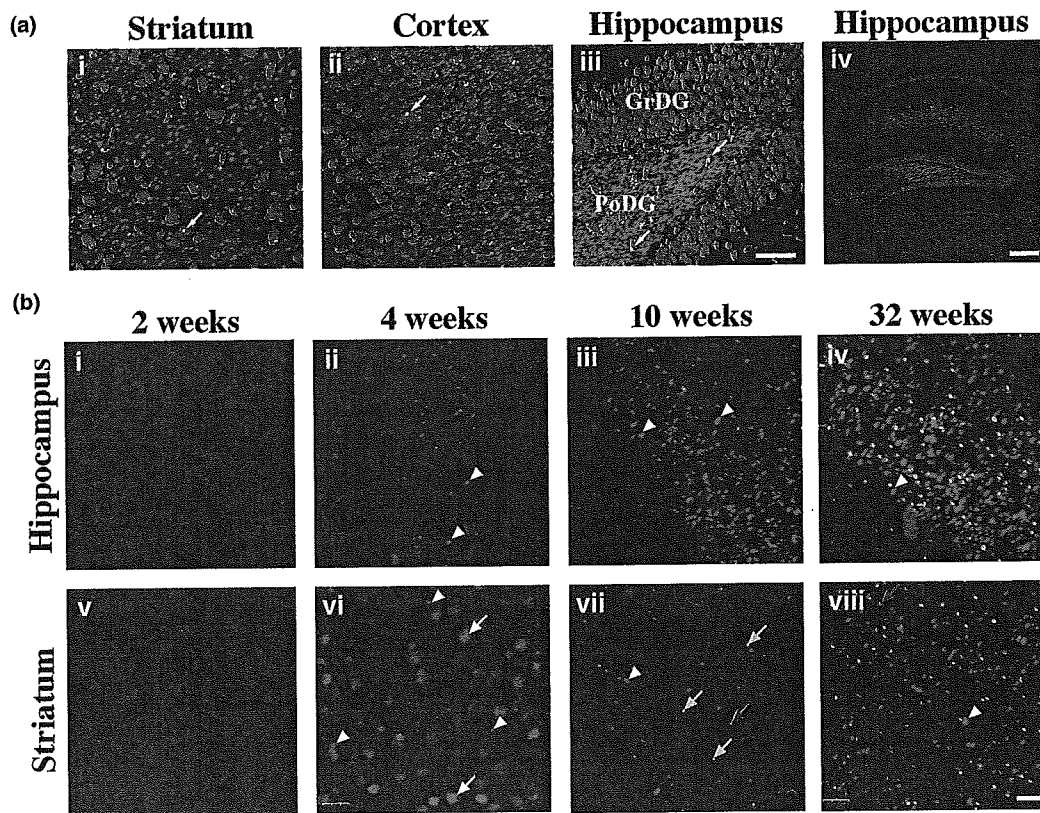 (a)
Striatum Cortex Hippocampus Hippocampus
i ii iii iv
GrDG
PoDG
(b)
2 weeks 4 weeks 10 weeks 32 weeks
Hippocampus
i ii iii iv
Striatum
v vi vii viii